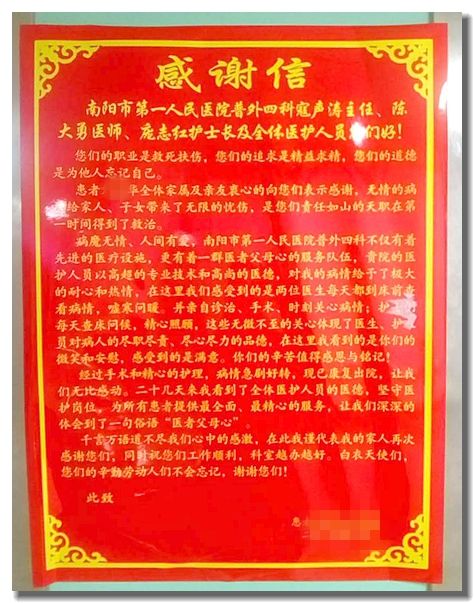 感谢信
南阳市第一人民医院普外四科寇声涛主任、陈
大勇医师、庞志红护士长及全体医护人员们好！
您们的职业是救死扶伤，您们的追求是精益求精，您们的道德
是为他人忘记自己。
患者 华全体家属及亲友衷心的向您们表示感谢，无情的病
给家人、子女带来了无限的忧伤，是您们责任如山的天职在第
一时间得到了救治。
病魔无情、人间有爱，南阳市第一人民医院普外四科不仅有着
先进的医疗设施，更有着一群医者父母心的服务队伍，贵院的医
护人员以高超的专业技术和高尚的医德，对我的病情给于了极大
的耐心和热情，在这里我们感受到的是两位医生每天都到床前查
看病情，嘘寒问暖。并亲自诊治、手术、时刻关心病情；护
每天查床问候，精心照顾，这些无微不至的关心体现了医生、护
员对病人的尽职尽责、尽心尽力的品德，在这里我看到的是你们的
微笑和安慰，感受到的是满意。你们的辛苦值得感恩与铭记！
经过手术和精心的护理，病情急剧好转，现已康复出院，让我
们无比感动。二十几天来我看到了全体医护人员的医德，坚守医
护岗位，为所有患者提供最全面、最精心的服务，让我们深深的
体会到了一句俗语“医者父母心”。
千言万语道不尽我们心中的感激，在此我谨代表我的家人再次
感谢您们，同时祝您们工作顺利，科室越办越好。白衣天使们，
您们的辛勤劳动人们不会忘记，谢谢您们！
此致
患